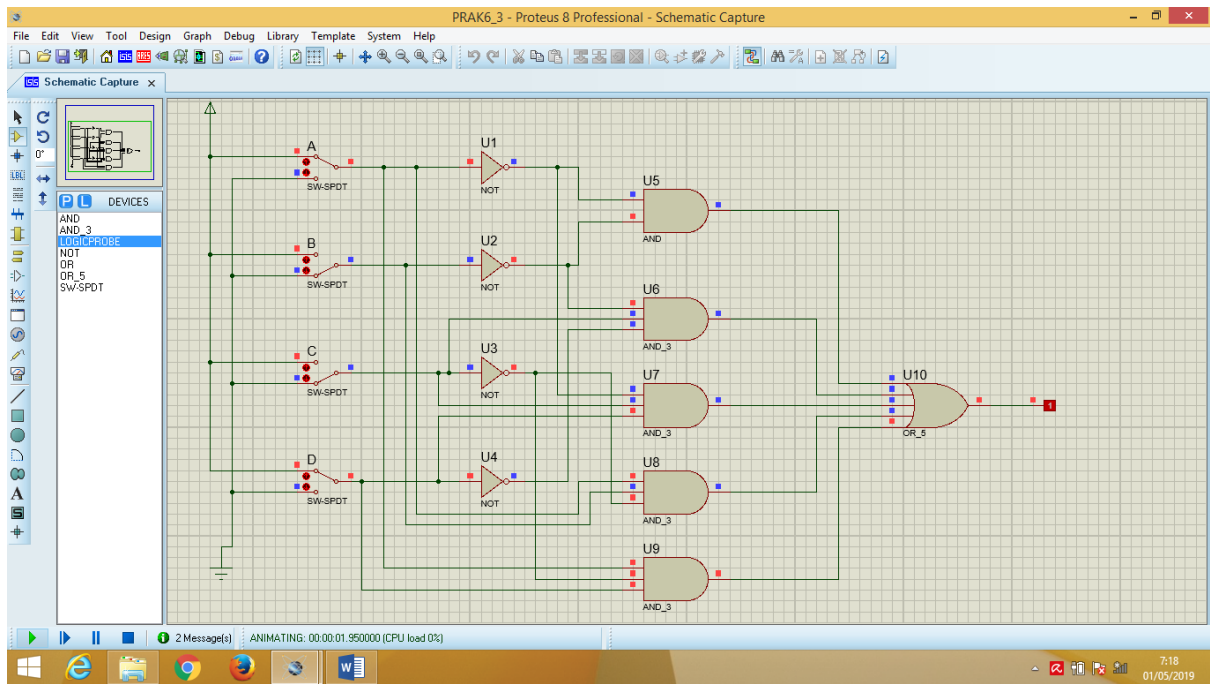 PRAK6_3 - Proteus 8 Professional - Schematic Capture
File Edit View Tool Design Graph Debug Library Template System Help
Schematic Capture
0°
P L DEVICES
AND
AND_3
LOGICPROBE
NOT
OR
OR_5
SW-SPDT
A
SW-SPDT
B
SW-SPDT
C
SW-SPDT
D
SW-SPDT
U1
NOT
U2
NOT
U3
NOT
U4
NOT
U5
AND
U6
AND_3
U7
AND_3
U8
AND_3
U9
AND_3
U10
OR_5
1
2 Message(s) ANIMATING: 00:00:01.950000 (CPU load 0%)
7:18
01/05/2019